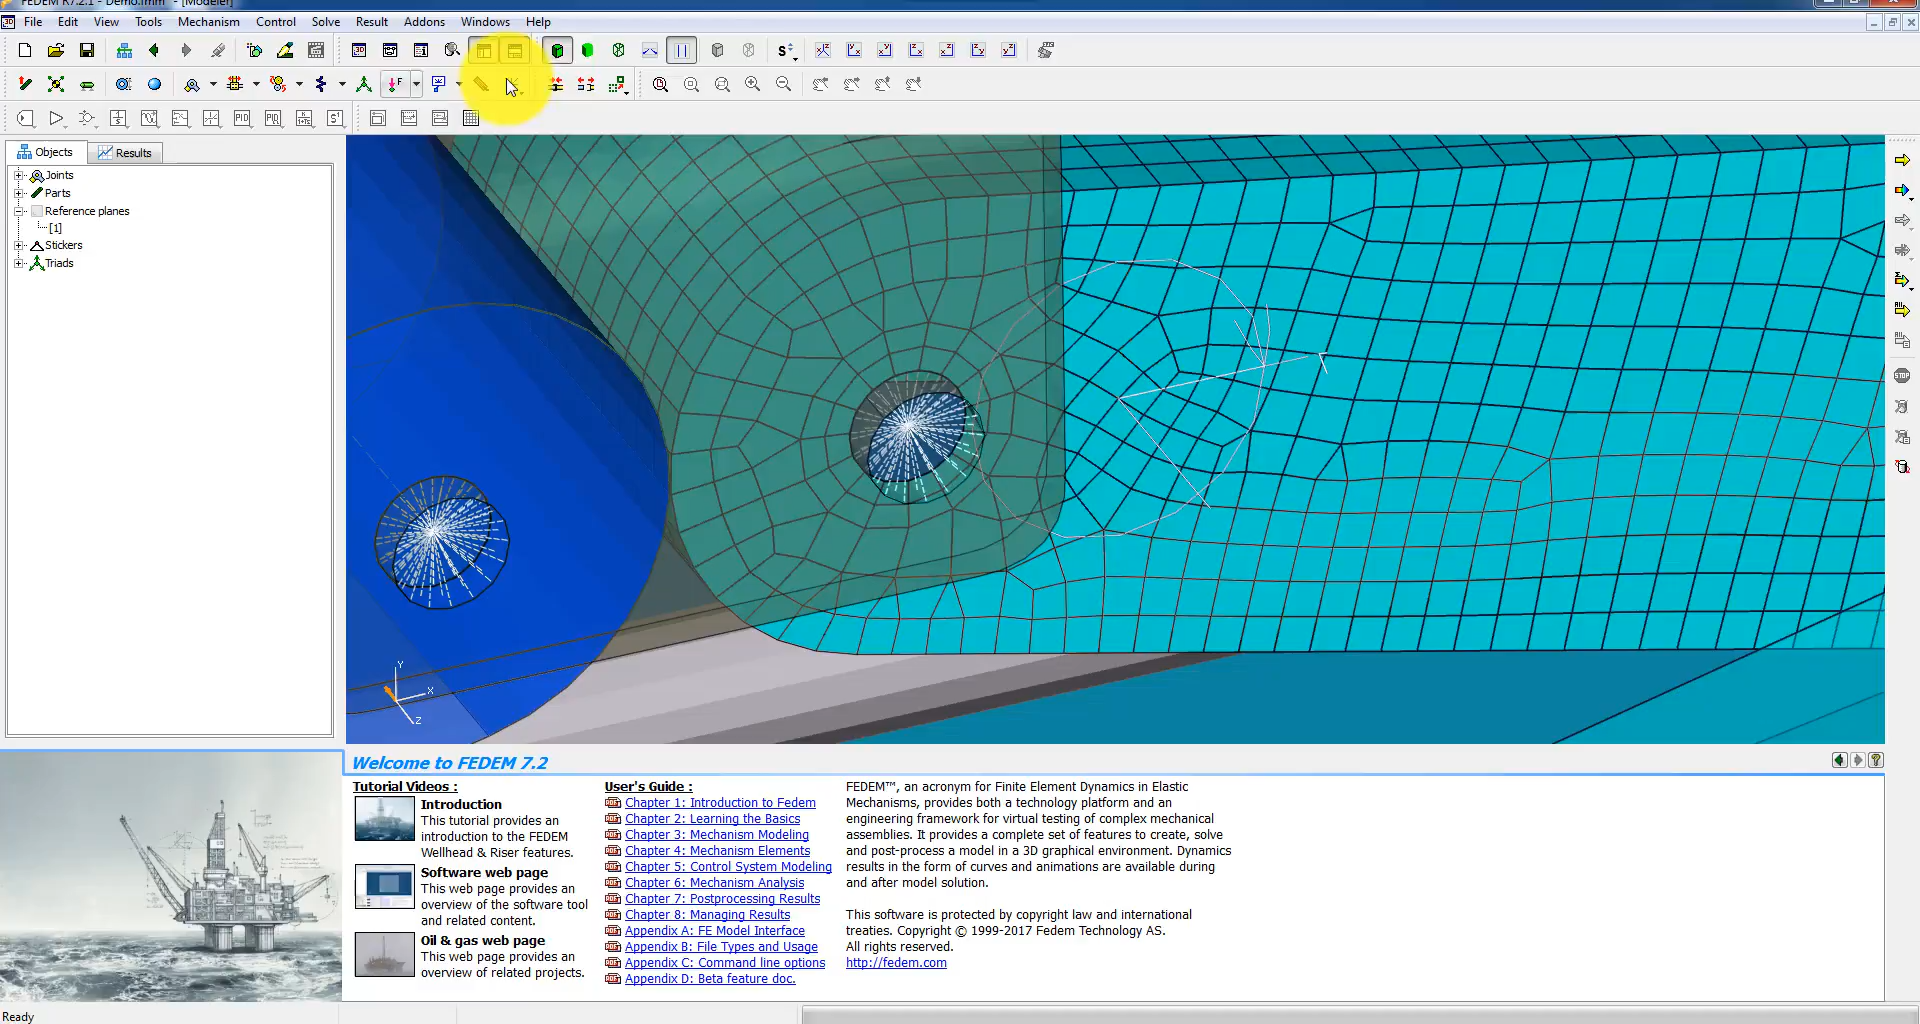 FEDEM R7.2.1 - Demo.fmm * - [Modeler]
File Edit View Tools Mechanism Control Solve Result Addons Windows Help
Objects
Results
Joints
Parts
Reference planes
[1]
Stickers
Triads
Y
X
Z
Welcome to FEDEM 7.2
Tutorial Videos :
Introduction
This tutorial provides an
introduction to the FEDEM
Wellhead & Riser features.
Software web page
This web page provides an
overview of the software tool
and related content.
Oil & gas web page
This web page provides an
overview of related projects.
User's Guide :
Chapter 1: Introduction to Fedem
Chapter 2: Learning the Basics
Chapter 3: Mechanism Modeling
Chapter 4: Mechanism Elements
Chapter 5: Control System Modeling
Chapter 6: Mechanism Analysis
Chapter 7: Postprocessing Results
Chapter 8: Managing Results
Appendix A: FE Model Interface
Appendix B: File Types and Usage
Appendix C: Command line options
Appendix D: Beta feature doc.
FEDEM™, an acronym for Finite Element Dynamics in Elastic
Mechanisms, provides both a technology platform and an
engineering framework for virtual testing of complex mechanical
assemblies. It provides a complete set of features to create, solve
and post-process a model in a 3D graphical environment. Dynamics
results in the form of curves and animations are available during
and after model solution.
This software is protected by copyright law and international
treaties. Copyright © 1999-2017 Fedem Technology AS.
All rights reserved.
http://fedem.com
Ready